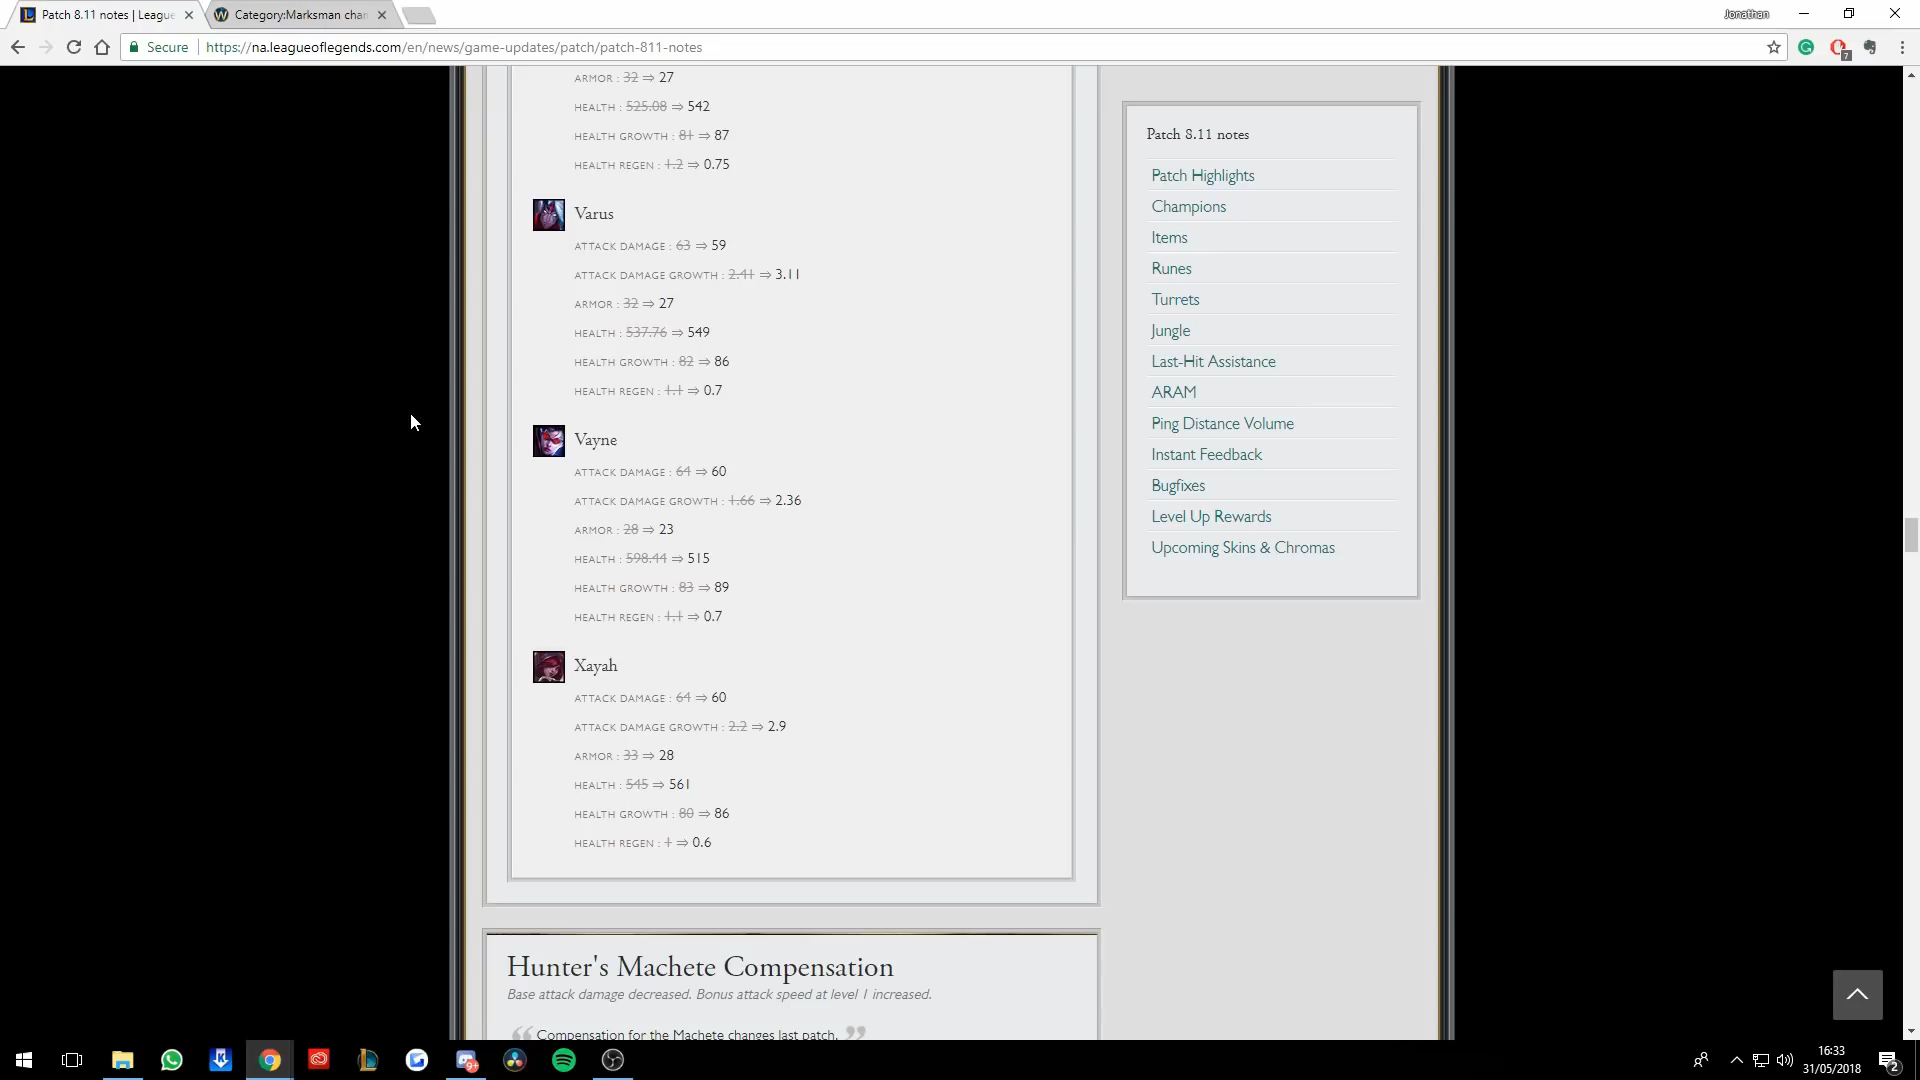 Patch 8.11 notes | League
Category:Marksman chan
Jonathan
Secure
https://na.leagueoflegends.com/en/news/game-updates/patch/patch-811-notes
7
ARMOR : 32 ⇒ 27
HEALTH : 525.08 ⇒ 542
HEALTH GROWTH : 81 ⇒ 87
HEALTH REGEN : 1.2 ⇒ 0.75
Varus
ATTACK DAMAGE : 63 ⇒ 59
ATTACK DAMAGE GROWTH : 2.41 ⇒ 3.11
ARMOR : 32 ⇒ 27
HEALTH : 537.76 ⇒ 549
HEALTH GROWTH : 82 ⇒ 86
HEALTH REGEN : 1.1 ⇒ 0.7
Vayne
ATTACK DAMAGE : 64 ⇒ 60
ATTACK DAMAGE GROWTH : 1.66 ⇒ 2.36
ARMOR : 28 ⇒ 23
HEALTH : 598.44 ⇒ 515
HEALTH GROWTH : 83 ⇒ 89
HEALTH REGEN : 1.1 ⇒ 0.7
Xayah
ATTACK DAMAGE : 64 ⇒ 60
ATTACK DAMAGE GROWTH : 2.2 ⇒ 2.9
ARMOR : 33 ⇒ 28
HEALTH : 545 ⇒ 561
HEALTH GROWTH : 80 ⇒ 86
HEALTH REGEN : 1 ⇒ 0.6
Hunter's Machete Compensation
Base attack damage decreased. Bonus attack speed at level 1 increased.
“ Compensation for the Machete changes last patch. ”
Patch 8.11 notes
Patch Highlights
Champions
Items
Runes
Turrets
Jungle
Last-Hit Assistance
ARAM
Ping Distance Volume
Instant Feedback
Bugfixes
Level Up Rewards
Upcoming Skins & Chromas
9+
16:33
31/05/2018
2